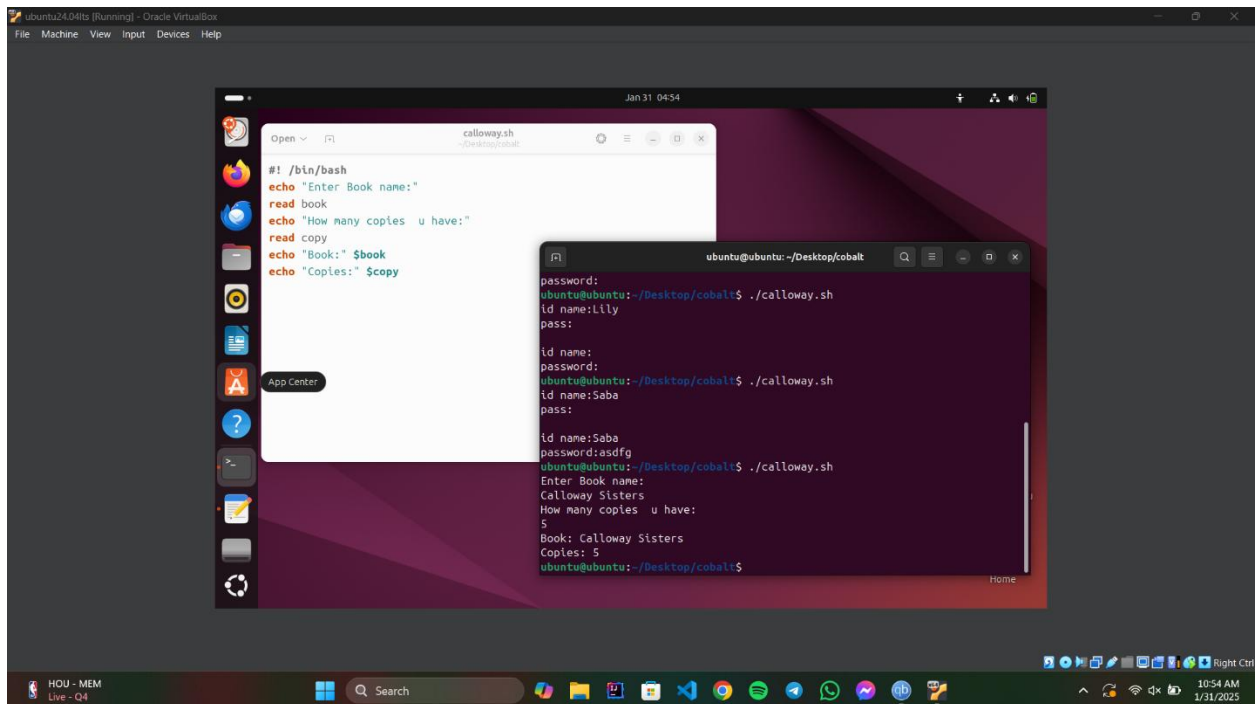 ubuntu24.04lts [Running] - Oracle VirtualBox
File Machine View Input Devices Help
Jan 31 04:54
Open
calloway.sh
~/Desktop/cobalt
#! /bin/bash
echo "Enter Book name:"
read book
echo "How many copies  u have:"
read copy
echo "Book:" $book
echo "Copies:" $copy
App Center
ubuntu@ubuntu: ~/Desktop/cobalt
password:
ubuntu@ubuntu:~/Desktop/cobalt$ ./calloway.sh
id name:Lily
pass:
id name:
password:
ubuntu@ubuntu:~/Desktop/cobalt$ ./calloway.sh
id name:Saba
pass:
id name:Saba
password:asdfg
ubuntu@ubuntu:~/Desktop/cobalt$ ./calloway.sh
Enter Book name:
Calloway Sisters
How many copies  u have:
5
Book: Calloway Sisters
Copies: 5
ubuntu@ubuntu:~/Desktop/cobalt$
Home
Right Ctrl
HOU - MEM
Live - Q4
Search
qb
10:54 AM
1/31/2025